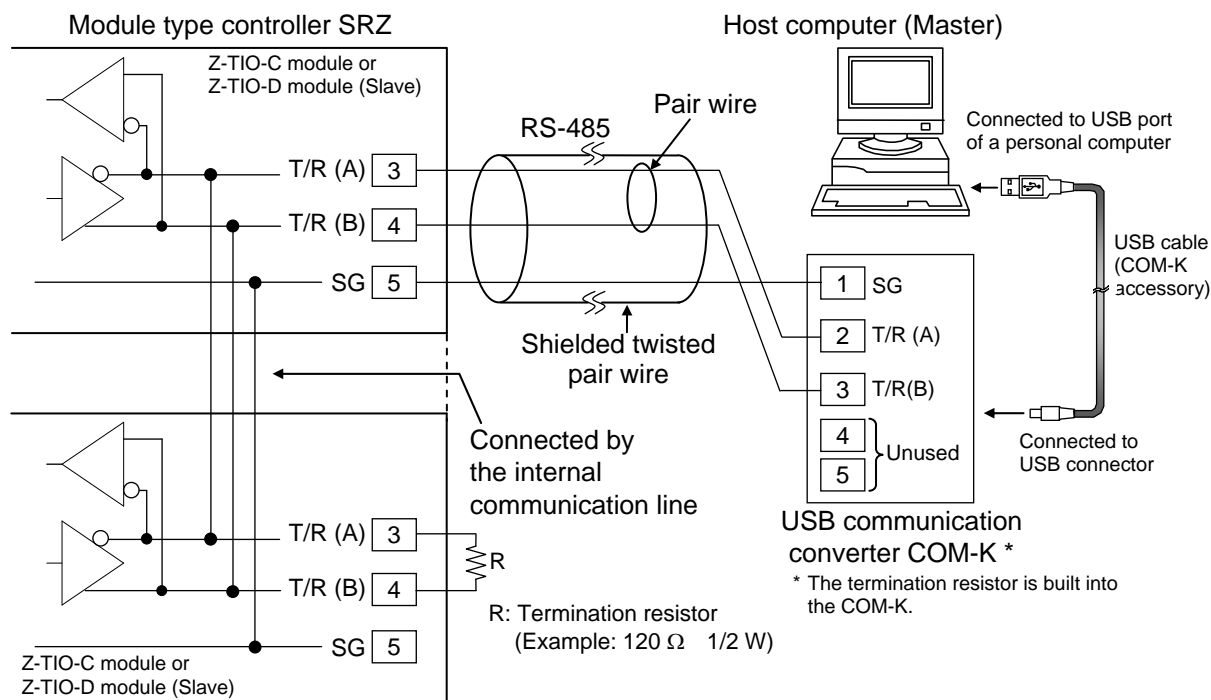 Module type controller SRZ
Z-TIO-C module or
Z-TIO-D module (Slave)
T/R (A) 3
T/R (B) 4
SG 5
RS-485
Pair wire
Shielded twisted
pair wire
Host computer (Master)
Connected to USB port
of a personal computer
USB cable
(COM-K
accessory)
1 SG
2 T/R (A)
3 T/R(B)
4
5
Unused
Connected to
USB connector
USB communication
converter COM-K *
* The termination resistor is built into
the COM-K.
Connected by
the internal
communication line
T/R (A) 3
T/R (B) 4
SG 5
R
R: Termination resistor
(Example: 120 Ω 1/2 W)
Z-TIO-C module or
Z-TIO-D module (Slave)